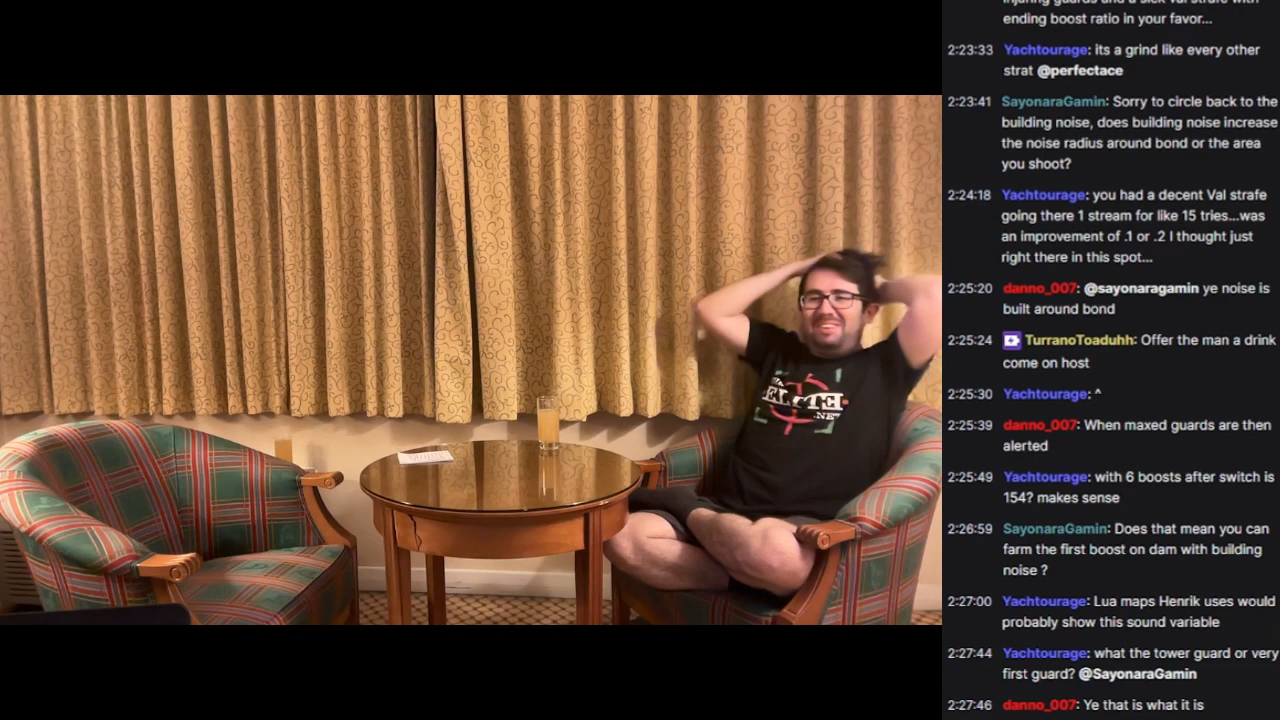 injuring guards and a sick val strafe with
ending boost ratio in your favor...
2:23:33 Yachtourage: its a grind like every other
strat @perfectace
2:23:41 SayonaraGamin: Sorry to circle back to the
building noise, does building noise increase
the noise radius around bond or the area
you shoot?
2:24:18 Yachtourage: you had a decent Val strafe
going there 1 stream for like 15 tries...was
an improvement of .1 or .2 I thought just
right there in this spot...
2:25:20 danno_007: @sayonaragamin ye noise is
built around bond
2:25:24 TurranoToaduhh: Offer the man a drink
come on host
2:25:30 Yachtourage: ^
2:25:39 danno_007: When maxed guards are then
alerted
2:25:49 Yachtourage: with 6 boosts after switch is
154? makes sense
2:26:59 SayonaraGamin: Does that mean you can
farm the first boost on dam with building
noise ?
2:27:00 Yachtourage: Lua maps Henrik uses would
probably show this sound variable
2:27:44 Yachtourage: what the tower guard or very
first guard? @SayonaraGamin
2:27:46 danno_007: Ye that is what it is
.NET